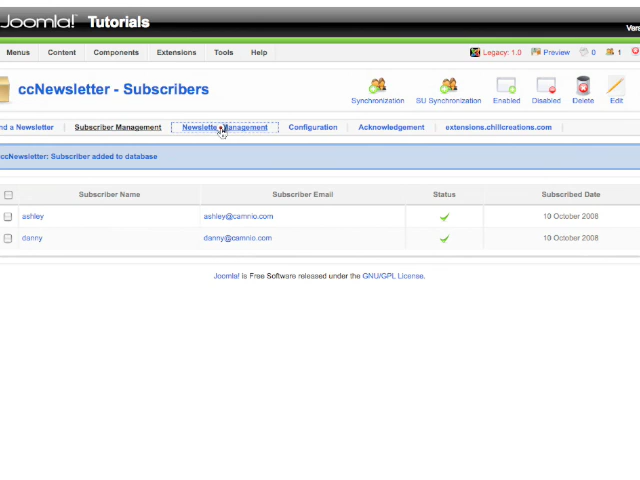 Joomla! Tutorials
Menus Content Components Extensions Tools Help Legacy: 1.0 Preview 0 1
ccNewsletter - Subscribers
Synchronization SU Synchronization Enabled Disabled Delete Edit
nd a Newsletter Subscriber Management Newslette Management Configuration Acknowledgement extensions.chillcreations.com
ccNewsletter: Subscriber added to database
Subscriber Name Subscriber Email Status Subscribed Date
ashley ashley@camnio.com 10 October 2008
danny danny@camnio.com 10 October 2008
Joomla! is Free Software released under the GNU/GPL License.